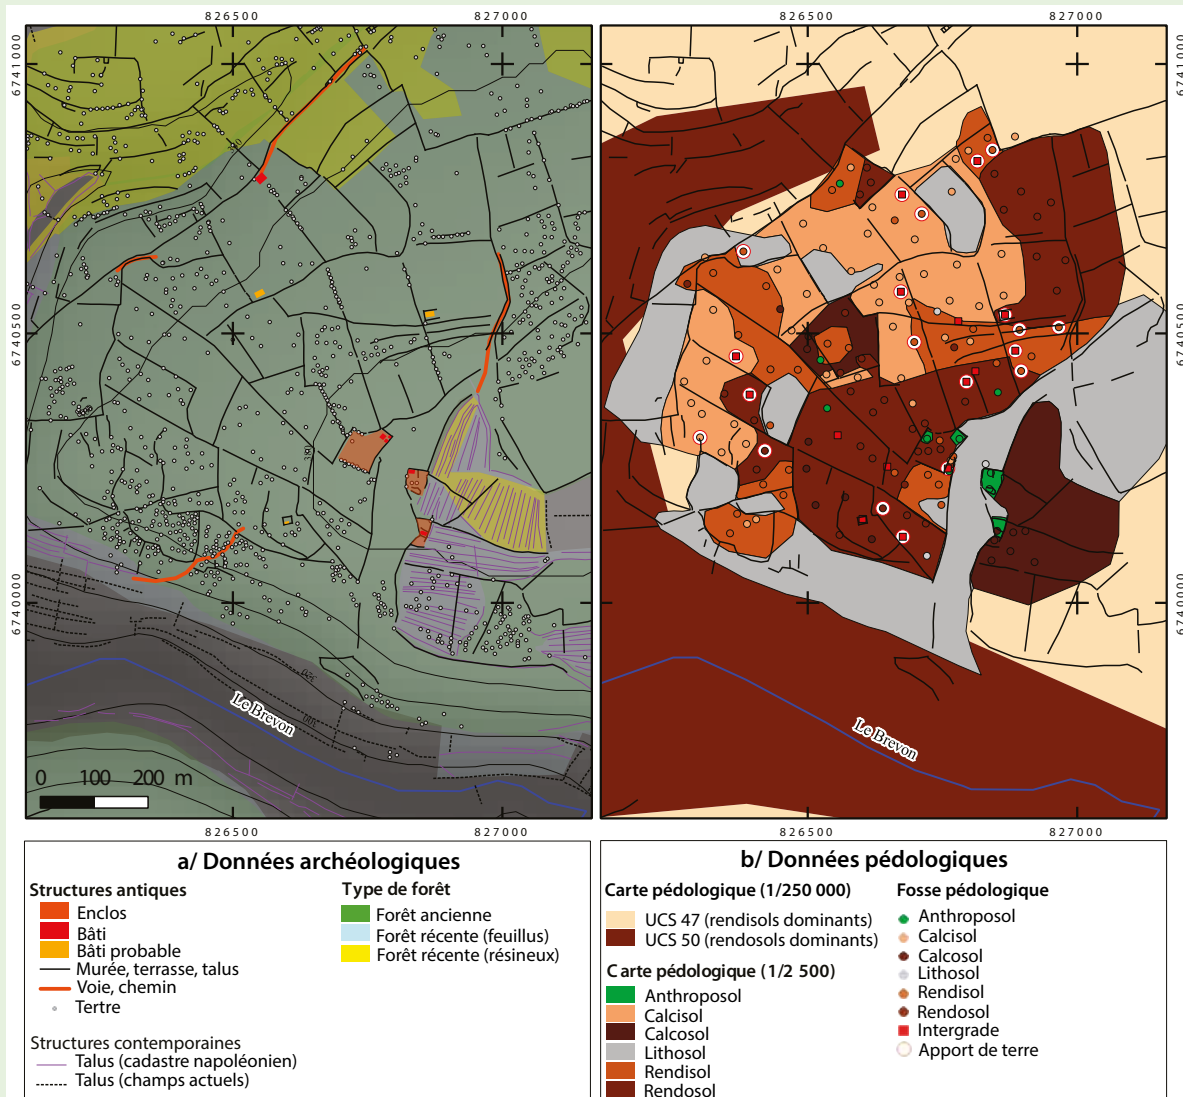 826500
827000
826500
827000
6741000
6741000
6740500
6740500
6740000
6740000
Le Brevon
Le Brevon
0 100 200 m
826500
827000
826500
827000
a/ Données archéologiques
Structures antiques
Enclos
Bâti
Bâti probable
Murée, terrasse, talus
Voie, chemin
Tertre
Structures contemporaines
Talus (cadastre napoléonien)
Talus (champs actuels)
Type de forêt
Forêt ancienne
Forêt récente (feuillus)
Forêt récente (résineux)
b/ Données pédologiques
Carte pédologique (1/250 000)
UCS 47 (rendisols dominants)
UCS 50 (rendosols dominants)
Carte pédologique (1/2 500)
Anthroposol
Calcisol
Calcosol
Lithosol
Rendisol
Rendosol
Fosse pédologique
Anthroposol
Calcisol
Calcosol
Lithosol
Rendisol
Rendosol
Intergrade
Apport de terre